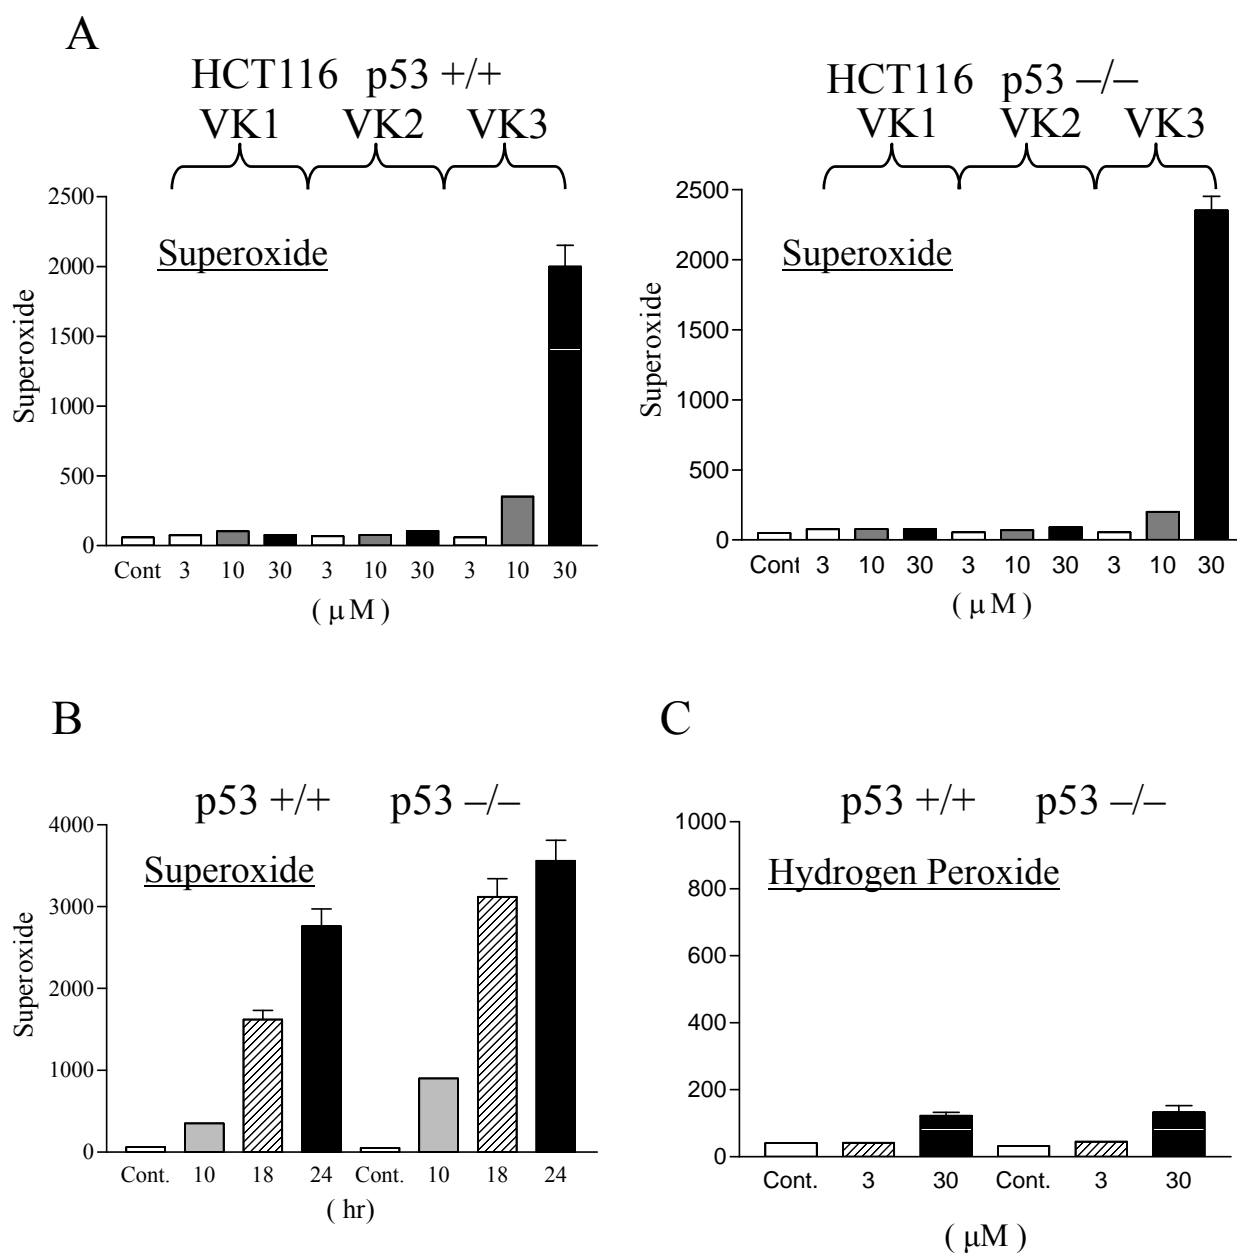 A
HCT116 p53 +/+
VK1 VK2 VK3
2500
2000
1500
1000
500
0
Superoxide
Superoxide
Cont 3 10 30 3 10 30 3 10 30
( μM )
HCT116 p53 –/–
VK1 VK2 VK3
2500
2000
1500
1000
500
0
Superoxide
Superoxide
Cont 3 10 30 3 10 30 3 10 30
( μM )
B
p53 +/+ p53 –/–
4000
3000
2000
1000
0
Superoxide
Superoxide
Cont. 10 18 24 Cont. 10 18 24
( hr)
C
p53 +/+ p53 –/–
1000
800
600
400
200
0
Hydrogen Peroxide
Cont. 3 30 Cont. 3 30
( μM )